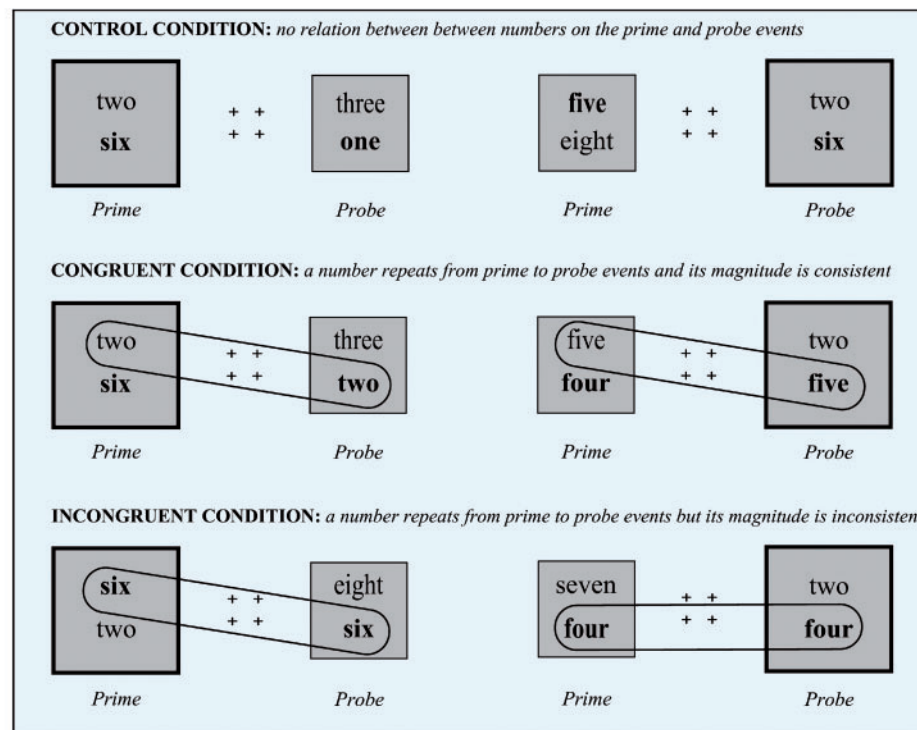 CONTROL CONDITION: no relation between between numbers on the prime and probe events
two + + three five + + two
six + + one eight + + six
Prime Probe Prime Probe
CONGRUENT CONDITION: a number repeats from prime to probe events and its magnitude is consistent
two + + three five + + two
six + + two four + + five
Prime Probe Prime Probe
INCONGRUENT CONDITION: a number repeats from prime to probe events but its magnitude is inconsisten
six + + eight seven + + two
two + + six four + + four
Prime Probe Prime Probe